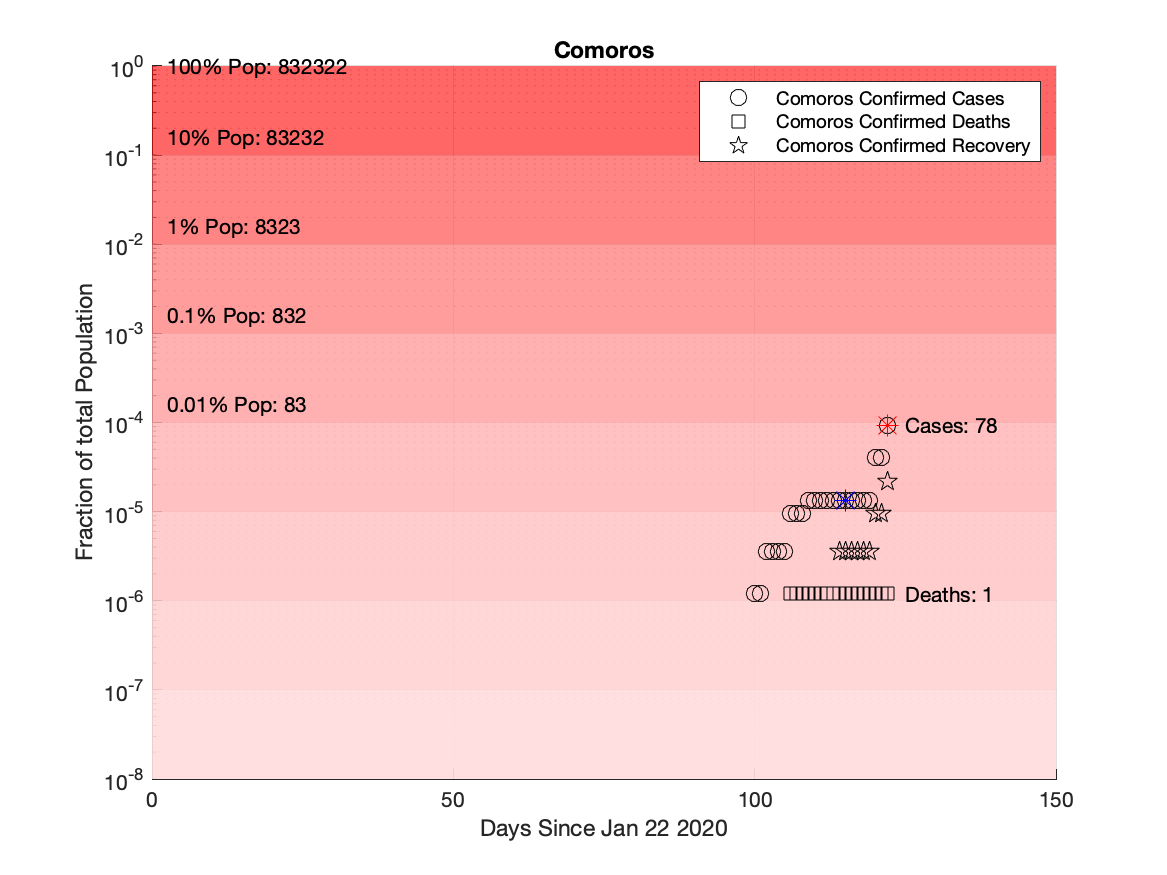 Comoros
10^0
10^-1
10^-2
10^-3
10^-4
10^-5
10^-6
10^-7
10^-8
Fraction of total Population
100% Pop: 832322
10% Pop: 83232
1% Pop: 8323
0.1% Pop: 832
0.01% Pop: 83
Comoros Confirmed Cases
Comoros Confirmed Deaths
Comoros Confirmed Recovery
Cases: 78
Deaths: 1
0 50 100 150
Days Since Jan 22 2020